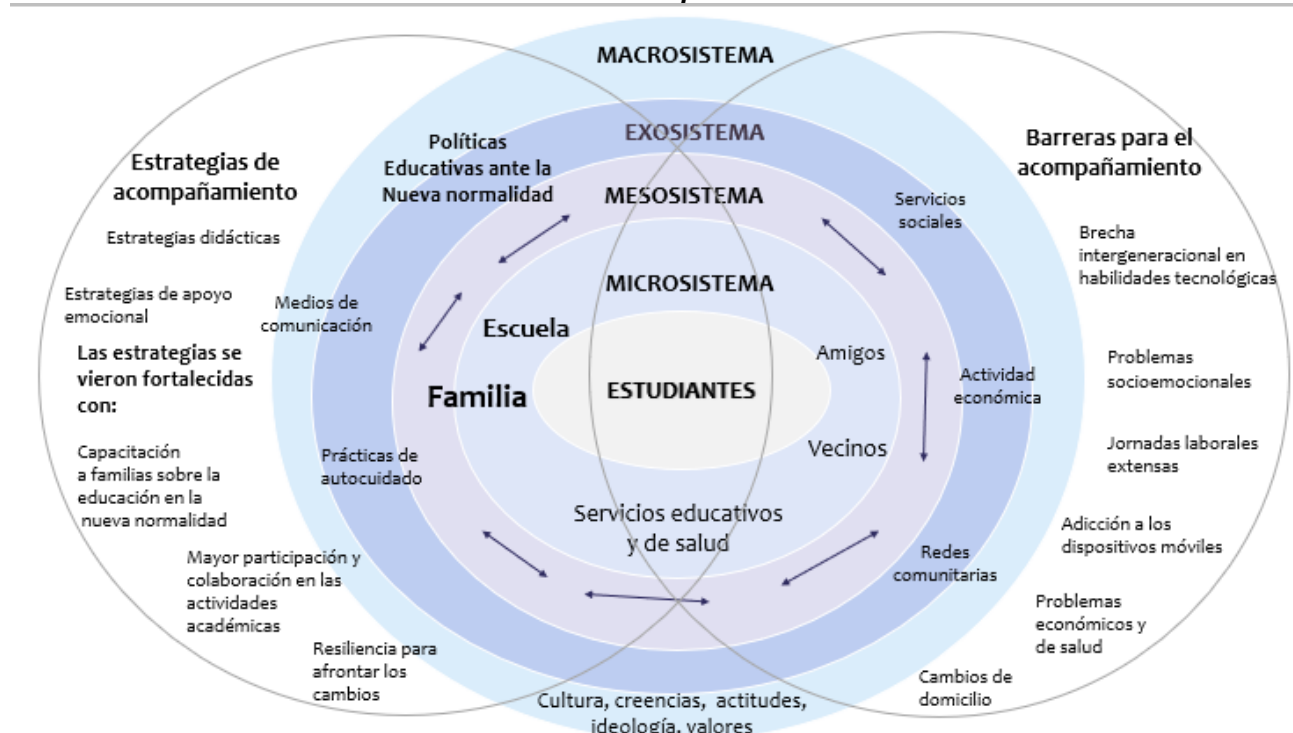 MACROSISTEMA
EXOSISTEMA
MESOSISTEMA
MICROSISTEMA
ESTUDIANTES
Estrategias de
acompañamiento
Estrategias didácticas
Estrategias de apoyo
emocional
Las estrategias se
vieron fortalecidas
con:
Capacitación
a familias sobre la
educación en la
nueva normalidad
Mayor participación y
colaboración en las
actividades
académicas
Resiliencia para
afrontar los
cambios
Políticas
Educativas ante la
Nueva normalidad
Medios de
comunicación
Prácticas de
autocuidado
Escuela
Familia
Amigos
Vecinos
Servicios educativos
y de salud
Servicios
sociales
Actividad
económica
Redes
comunitarias
Cultura, creencias, actitudes,
ideología, valores
Barreras para el
acompañamiento
Brecha
intergeneracional en
habilidades tecnológicas
Problemas
socioemocionales
Jornadas laborales
extensas
Adicción a los
dispositivos móviles
Problemas
económicos y
de salud
Cambios de
domicilio